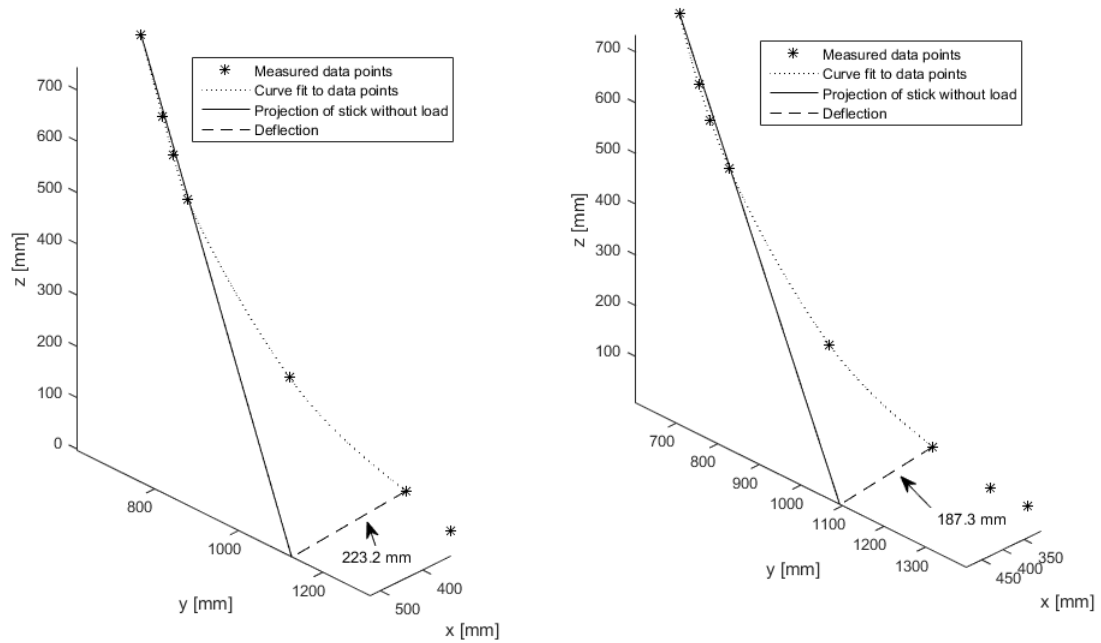 Measured data points
Curve fit to data points
Projection of stick without load
Deflection
700
600
500
400
300
200
100
0
z [mm]
800
1000
1200
y [mm]
400
500
x [mm]
223.2 mm
Measured data points
Curve fit to data points
Projection of stick without load
Deflection
700
600
500
400
300
200
100
z [mm]
700
800
900
1000
1100
1200
1300
y [mm]
350
400
450
x [mm]
187.3 mm